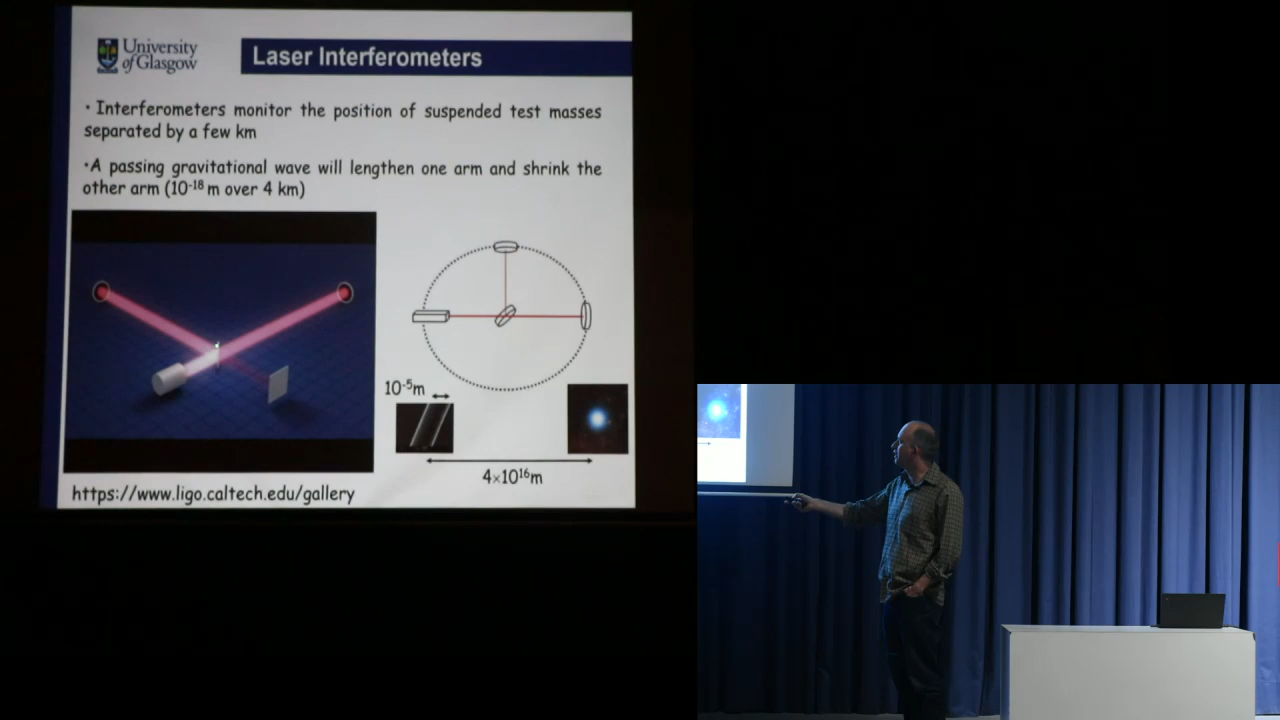 University
of Glasgow
Laser Interferometers
• Interferometers monitor the position of suspended test masses
separated by a few km
•A passing gravitational wave will lengthen one arm and shrink the
other arm (10⁻¹⁸ m over 4 km)
10⁻⁵m
4×10¹⁶m
https://www.ligo.caltech.edu/gallery